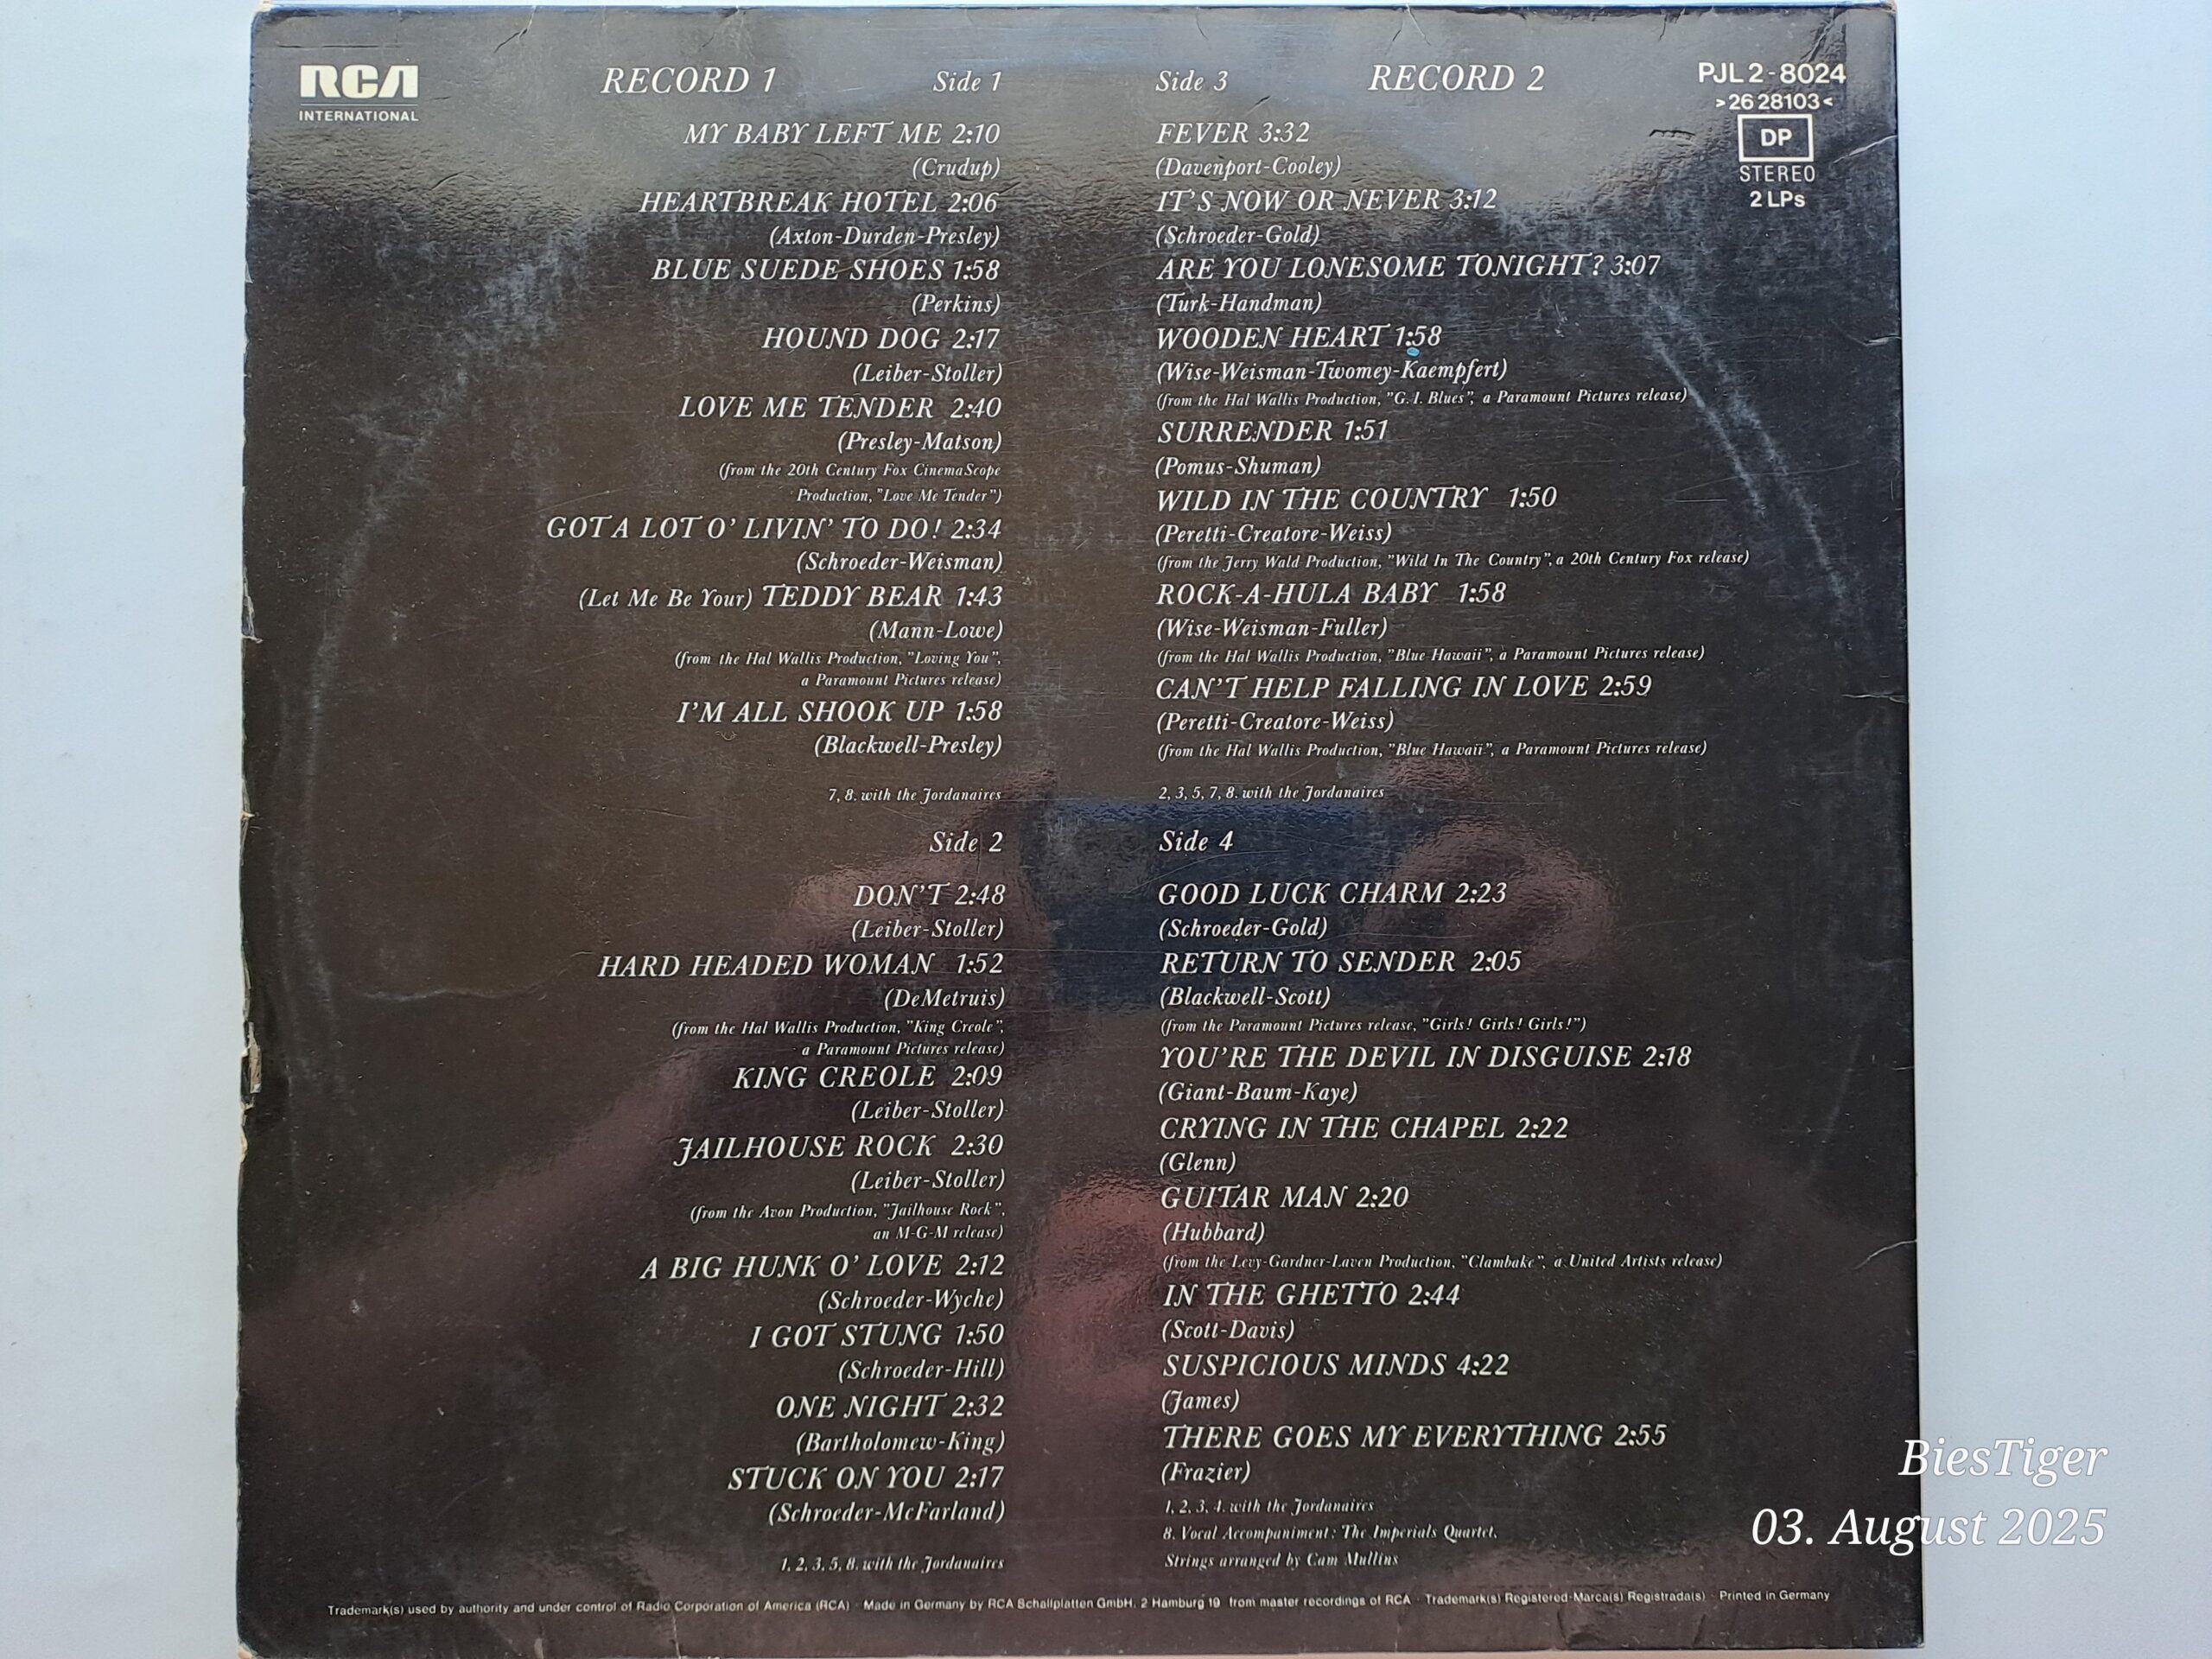 RCA
INTERNATIONAL
RECORD 1
Side 1
MY BABY LEFT ME 2:10
(Crudup)
HEARTBREAK HOTEL 2:06
(Axton-Durden-Presley)
BLUE SUEDE SHOES 1:58
(Perkins)
HOUND DOG 2:17
(Leiber-Stoller)
LOVE ME TENDER 2:40
(Presley-Matson)
(from the 20th Century Fox CinemaScope
Production, "Love Me Tender")
GOT A LOT O' LIVIN' TO DO! 2:34
(Schroeder-Weisman)
(Let Me Be Your) TEDDY BEAR 1:43
(Mann-Lowe)
(from the Hal Wallis Production, "Loving You",
a Paramount Pictures release)
I'M ALL SHOOK UP 1:58
(Blackwell-Presley)
7, 8. with the Jordanaires
Side 2
DON'T 2:48
(Leiber-Stoller)
HARD HEADED WOMAN 1:52
(DeMetruis)
(from the Hal Wallis Production, "King Creole",
a Paramount Pictures release)
KING CREOLE 2:09
(Leiber-Stoller)
JAILHOUSE ROCK 2:30
(Leiber-Stoller)
(from the Avon Production, "Jailhouse Rock",
an M-G-M release)
A BIG HUNK O' LOVE 2:12
(Schroeder-Wyche)
I GOT STUNG 1:50
(Schroeder-Hill)
ONE NIGHT 2:32
(Bartholomew-King)
STUCK ON YOU 2:17
(Schroeder-McFarland)
1, 2, 3, 5, 8. with the Jordanaires
Side 3
RECORD 2
FEVER 3:32
(Davenport-Cooley)
IT'S NOW OR NEVER 3:12
(Schroeder-Gold)
ARE YOU LONESOME TONIGHT? 3:07
(Turk-Handman)
WOODEN HEART 1:58
(Wise-Weisman-Twomey-Kaempfert)
(from the Hal Wallis Production, "G. I. Blues", a Paramount Pictures release)
SURRENDER 1:51
(Pomus-Shuman)
WILD IN THE COUNTRY 1:50
(Peretti-Creatore-Weiss)
(from the Jerry Wald Production, "Wild In The Country", a 20th Century Fox release)
ROCK-A-HULA BABY 1:58
(Wise-Weisman-Fuller)
(from the Hal Wallis Production, "Blue Hawaii", a Paramount Pictures release)
CAN'T HELP FALLING IN LOVE 2:59
(Peretti-Creatore-Weiss)
(from the Hal Wallis Production, "Blue Hawaii", a Paramount Pictures release)
2, 3, 5, 7, 8. with the Jordanaires
Side 4
GOOD LUCK CHARM 2:23
(Schroeder-Gold)
RETURN TO SENDER 2:05
(Blackwell-Scott)
(from the Paramount Pictures release, "Girls! Girls! Girls!")
YOU'RE THE DEVIL IN DISGUISE 2:18
(Giant-Baum-Kaye)
CRYING IN THE CHAPEL 2:22
(Glenn)
GUITAR MAN 2:20
(Hubbard)
(from the Levy-Gardner-Laven Production, "Clambake", a United Artists release)
IN THE GHETTO 2:44
(Scott-Davis)
SUSPICIOUS MINDS 4:22
(James)
THERE GOES MY EVERYTHING 2:55
(Frazier)
1, 2, 3, 4. with the Jordanaires
8. Vocal Accompaniment: The Imperials Quartet,
Strings arranged by Cam Mullins
PJL 2-8024
>26 28103<
DP
STEREO
2 LPs
Trademark(s) used by authority and under control of Radio Corporation of America (RCA) · Made in Germany by RCA Schallplatten GmbH, 2 Hamburg 19 from master recordings of RCA · Trademark(s) Registered-Marca(s) Registrada(s) · Printed in Germany
BiesTiger
03. August 2025